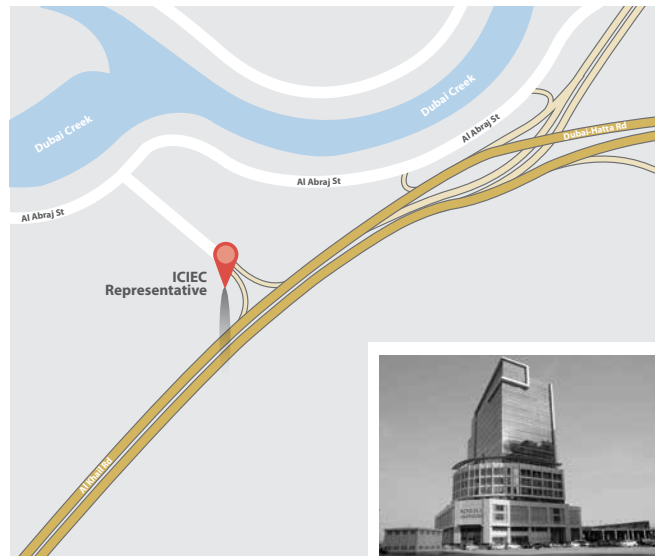 Dubai Creek
Dubai Creek
Al Abraj St
Dubai-Hatra Rd
Al Abraj St
Al Abraj St
ICIEC
Representative
Al Khail Rd